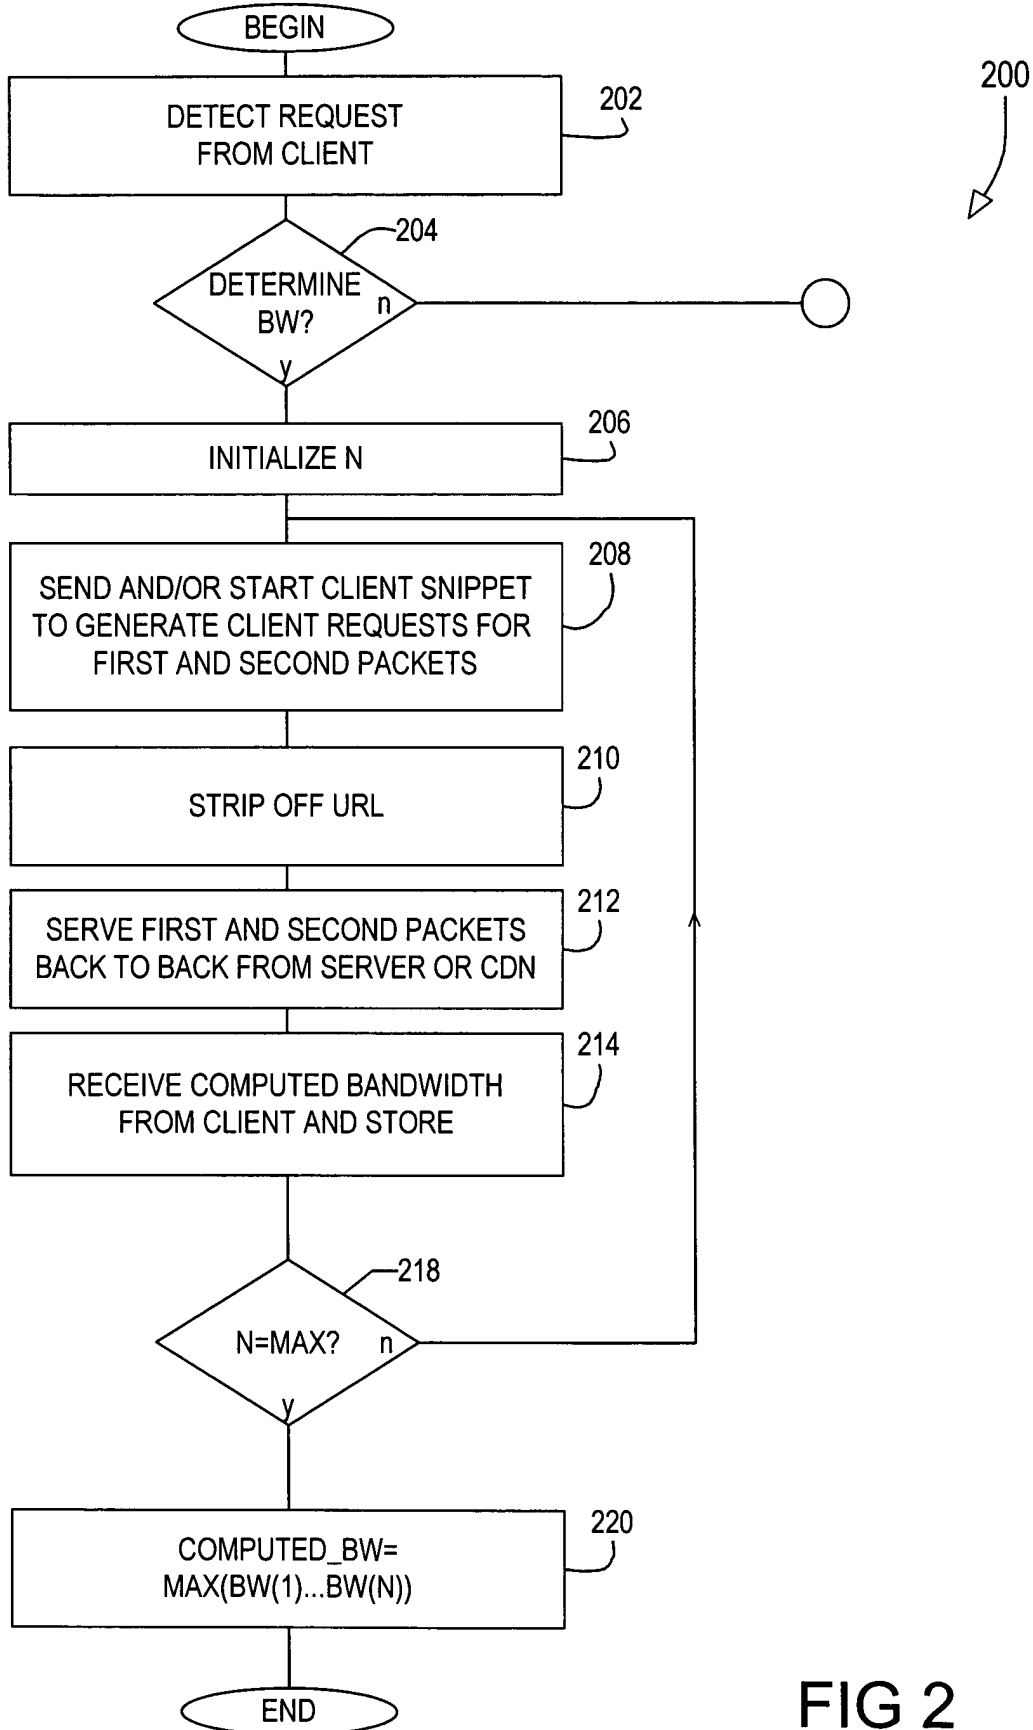 BEGIN
200
DETECT REQUEST
FROM CLIENT
202
204
DETERMINE
BW?
n
y
206
INITIALIZE N
208
SEND AND/OR START CLIENT SNIPPET
TO GENERATE CLIENT REQUESTS FOR
FIRST AND SECOND PACKETS
210
STRIP OFF URL
212
SERVE FIRST AND SECOND PACKETS
BACK TO BACK FROM SERVER OR CDN
214
RECEIVE COMPUTED BANDWIDTH
FROM CLIENT AND STORE
218
N=MAX?
n
y
220
COMPUTED_BW=
MAX(BW(1)...BW(N))
END
FIG 2